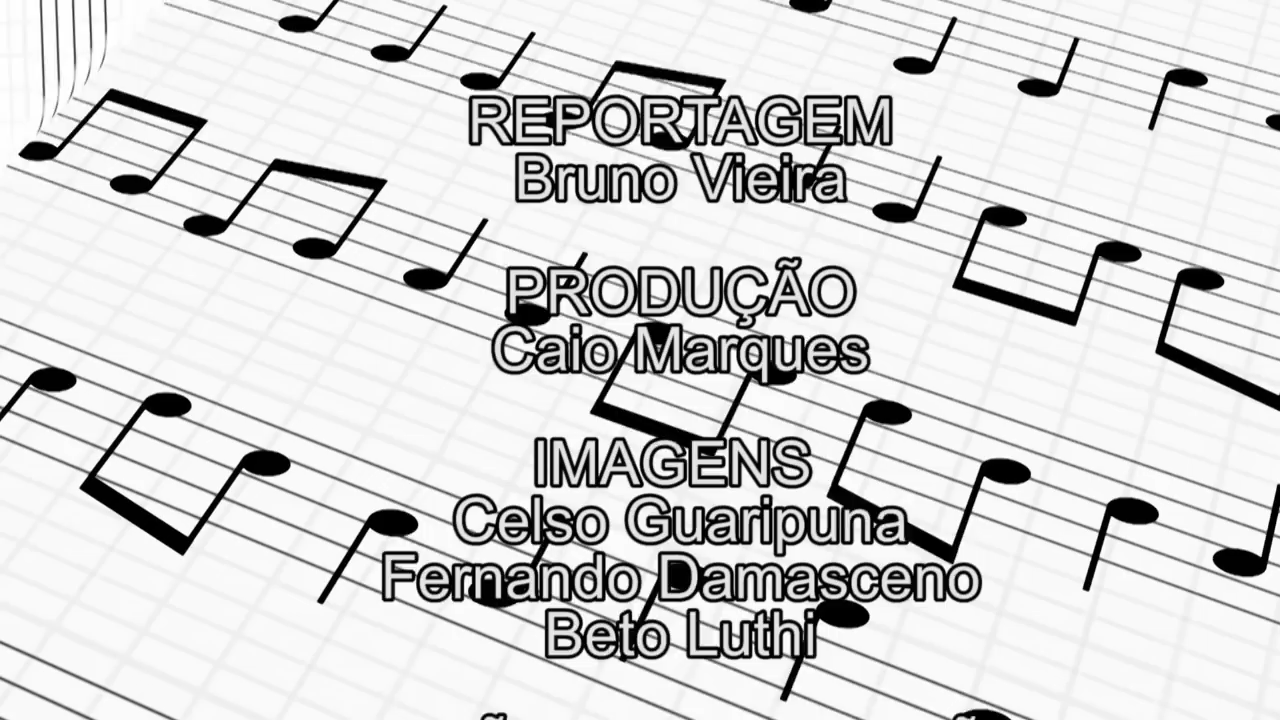 REPORTAGEM
Bruno Vieira
PRODUÇÃO
Caio Marques
IMAGENS
Celso Guaripuna
Fernando Damasceno
Beto Luthi